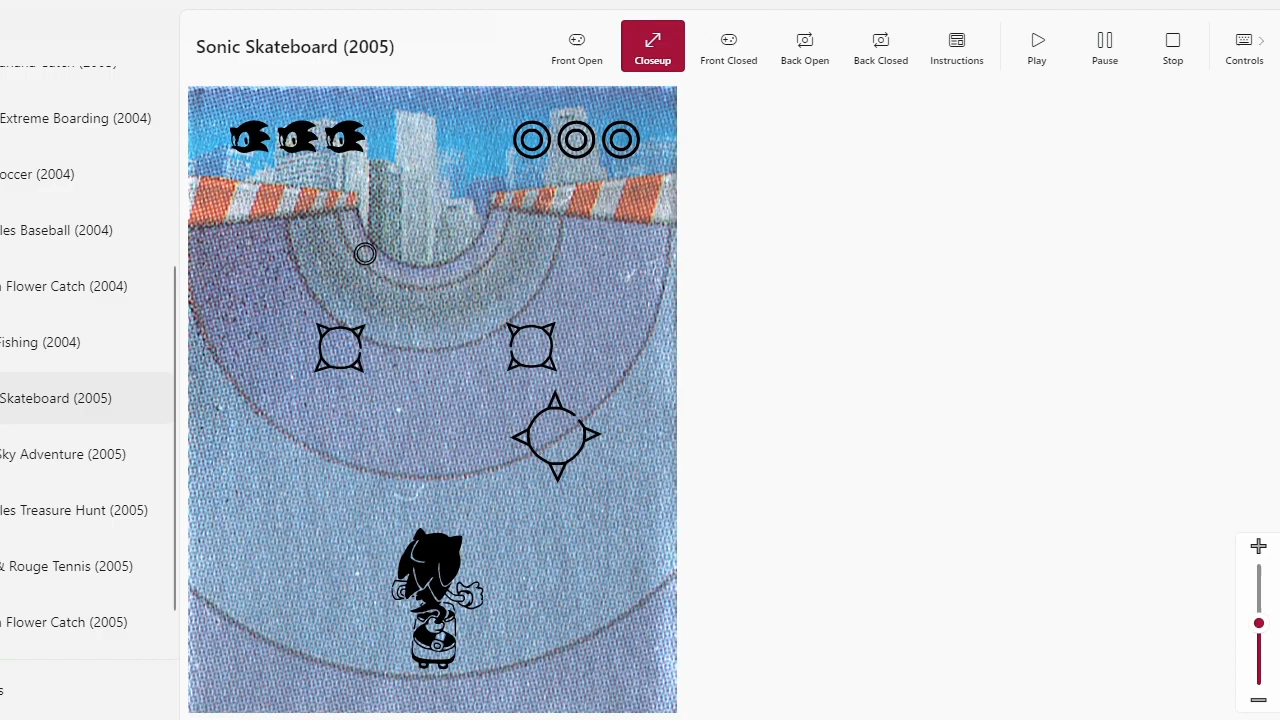 Sonic Skateboard (2005)
Front Open
Closeup
Front Closed
Back Open
Back Closed
Instructions
Play
Pause
Stop
Controls
Extreme Boarding (2004)
occer (2004)
les Baseball (2004)
Flower Catch (2004)
Fishing (2004)
Skateboard (2005)
Sky Adventure (2005)
les Treasure Hunt (2005)
& Rouge Tennis (2005)
Flower Catch (2005)
s